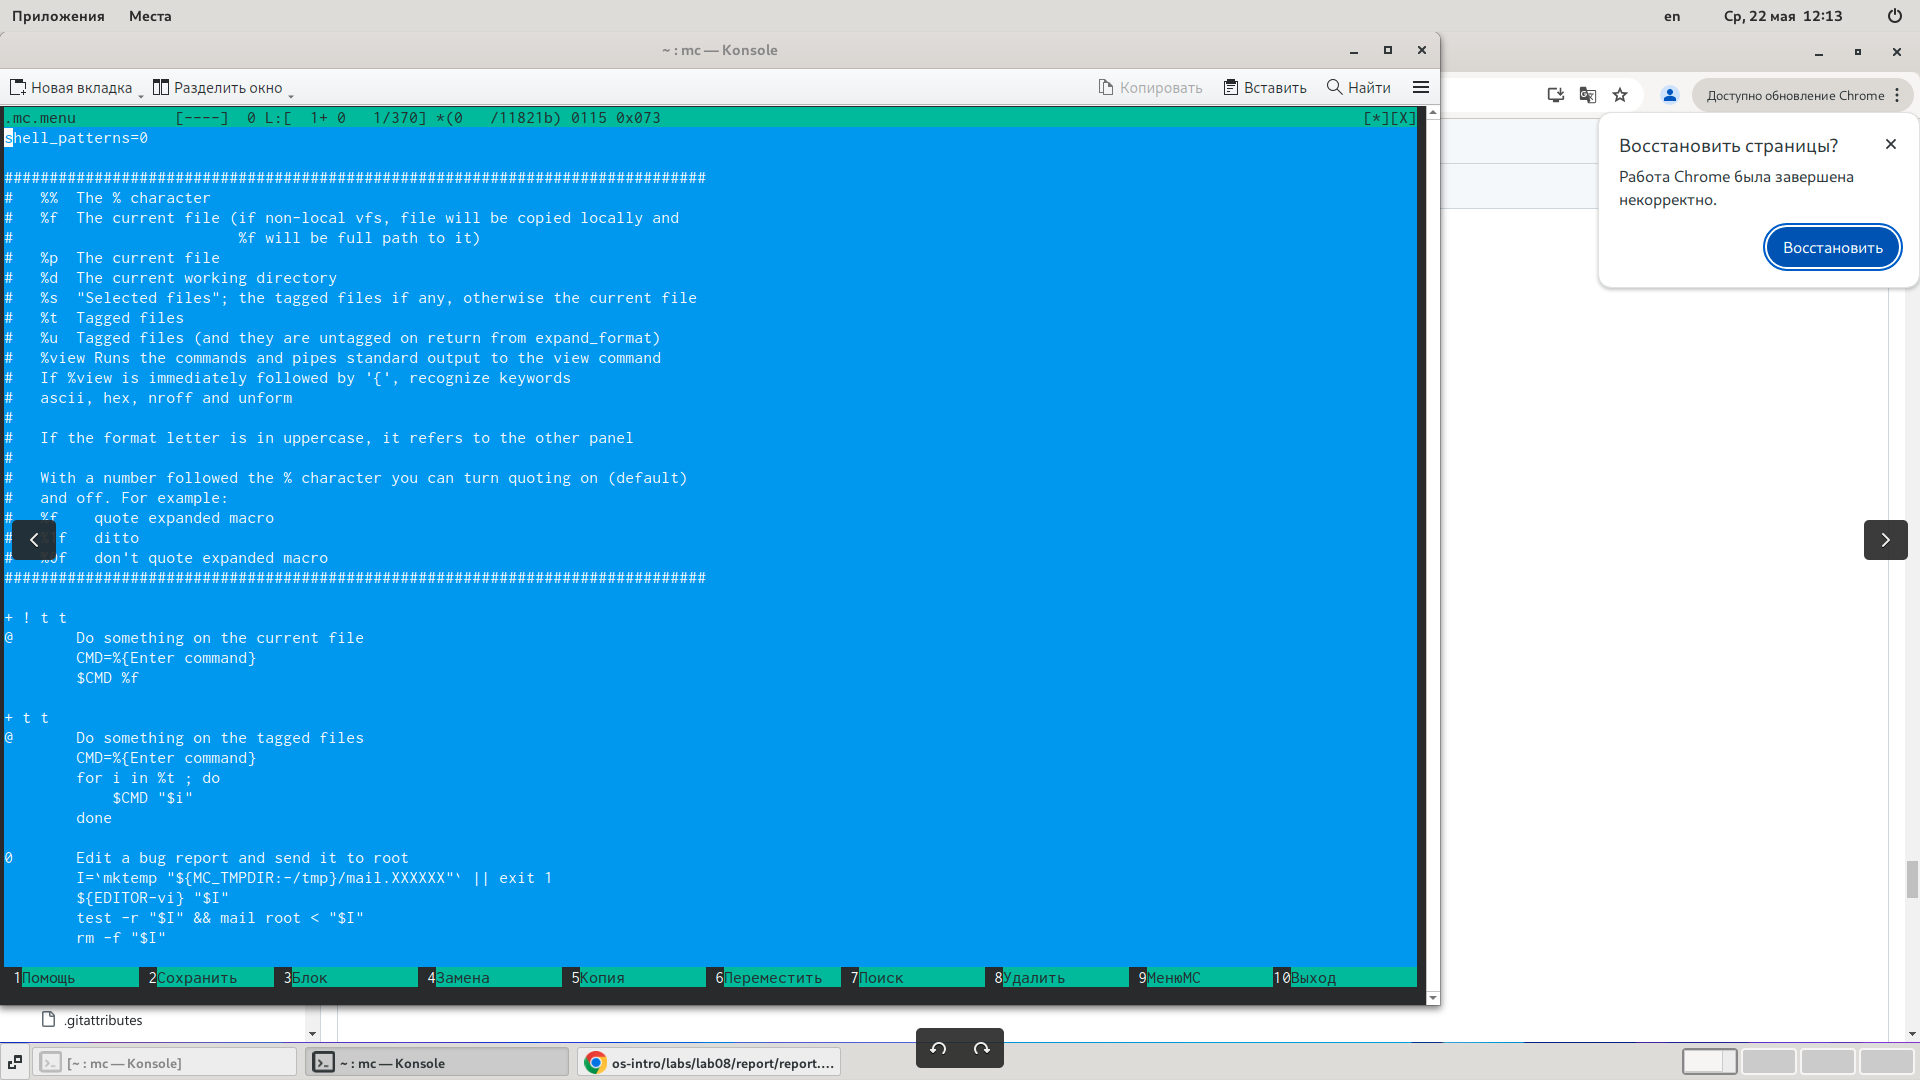 Приложения Места en Ср, 22 мая 12:13
~ : mc — Konsole
Новая вкладка Разделить окно Копировать Вставить Найти
Доступно обновление Chrome
.mc.menu [----] 0 L:[ 1+ 0 1/370] *(0 /11821b) 0115 0x073 [*][X]
shell_patterns=0
##############################################################################
# %% The % character
# %f The current file (if non-local vfs, file will be copied locally and
# %f will be full path to it)
# %p The current file
# %d The current working directory
# %s "Selected files"; the tagged files if any, otherwise the current file
# %t Tagged files
# %u Tagged files (and they are untagged on return from expand_format)
# %view Runs the commands and pipes standard output to the view command
# If %view is immediately followed by '{', recognize keywords
# ascii, hex, nroff and unform
#
# If the format letter is in uppercase, it refers to the other panel
#
# With a number followed the % character you can turn quoting on (default)
# and off. For example:
# %f quote expanded macro
# f ditto
# f don't quote expanded macro
##############################################################################
+ ! t t
@ Do something on the current file
CMD=%{Enter command}
$CMD %f
+ t t
@ Do something on the tagged files
CMD=%{Enter command}
for i in %t ; do
$CMD "$i"
done
0 Edit a bug report and send it to root
I=`mktemp "${MC_TMPDIR:-/tmp}/mail.XXXXXX"` || exit 1
${EDITOR-vi} "$I"
test -r "$I" && mail root < "$I"
rm -f "$I"
1Помощь 2Сохранить 3Блок 4Замена 5Копия 6Переместить 7Поиск 8Удалить 9МенюMC 10Выход
Восстановить страницы?
Работа Chrome была завершена
некорректно.
Восстановить
.gitattributes
[~ : mc — Konsole] ~ : mc — Konsole os-intro/labs/lab08/report/report....